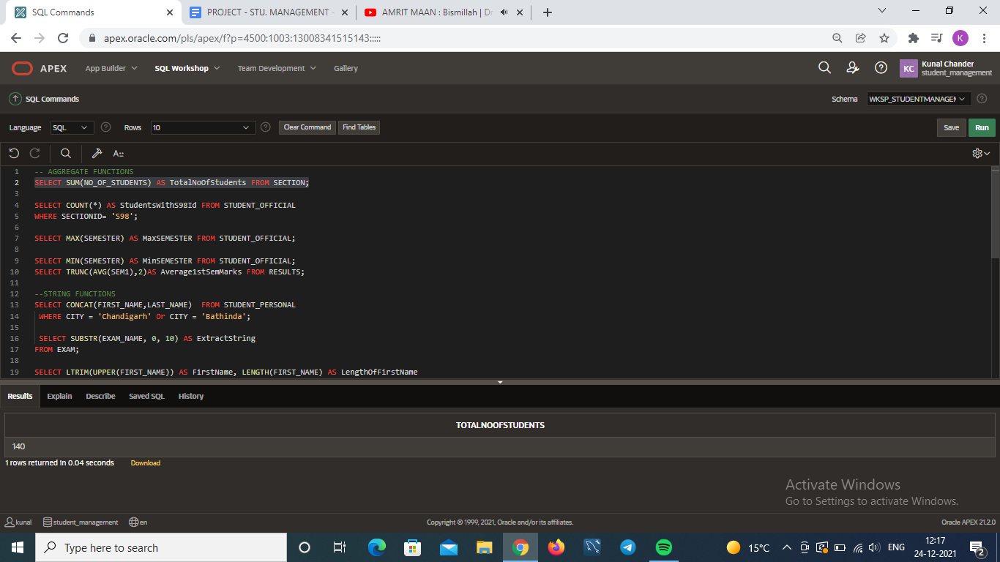 SQL Commands
PROJECT - STU. MANAGEMENT -
AMRIT MAAN : Bismillah | Dr
apex.oracle.com/pls/apex/f?p=4500:1003:13008341515143:::::
K
APEX App Builder SQL Workshop Team Development Gallery
KC Kunal Chander
student_management
SQL Commands
Schema WKSP_STUDENTMANAGEM
Language SQL Rows 10 Clear Command Find Tables Save Run
A::
1 -- AGGREGATE FUNCTIONS
2 SELECT SUM(NO_OF_STUDENTS) AS TotalNoOfStudents FROM SECTION;
3
4 SELECT COUNT(*) AS StudentsWithS98Id FROM STUDENT_OFFICIAL
5 WHERE SECTIONID= 'S98';
6
7 SELECT MAX(SEMESTER) AS MaxSEMESTER FROM STUDENT_OFFICIAL;
8
9 SELECT MIN(SEMESTER) AS MinSEMESTER FROM STUDENT_OFFICIAL;
10 SELECT TRUNC(AVG(SEM1),2)AS Average1stSemMarks FROM RESULTS;
11
12 --STRING FUNCTIONS
13 SELECT CONCAT(FIRST_NAME,LAST_NAME)  FROM STUDENT_PERSONAL
14 WHERE CITY = 'Chandigarh' Or CITY = 'Bathinda';
15
16 SELECT SUBSTR(EXAM_NAME, 0, 10) AS ExtractString
17 FROM EXAM;
18
19 SELECT LTRIM(UPPER(FIRST_NAME)) AS FirstName, LENGTH(FIRST_NAME) AS LengthOfFirstName
Results Explain Describe Saved SQL History
TOTALNOOFSTUDENTS
140
1 rows returned in 0.04 seconds Download
Activate Windows
Go to Settings to activate Windows.
kunal student_management en Copyright © 1999, 2021, Oracle and/or its affiliates. Oracle APEX 21.2.0
Type here to search
15°C ENG 12:17
24-12-2021
2